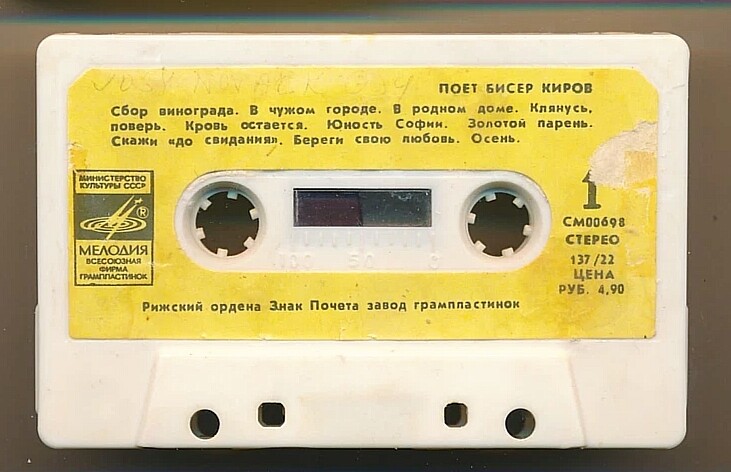 ПОЕТ БИСЕР КИРОВ
Сбор винограда. В чужом городе. В родном доме. Клянусь,
поверь. Кровь остается. Юность Софии. Золотой парень.
Скажи «до свидания». Береги свою любовь. Осень.
МИНИСТЕРСТВО
КУЛЬТУРЫ СССР
®
МЕЛОДИЯ
ВСЕСОЮЗНАЯ
ФИРМА
ГРАМПЛАСТИНОК
1
СМ00698
СТЕРЕО
137/22
ЦЕНА
РУБ. 4,90
100 50 0
Рижский ордена Знак Почета завод грампластинок